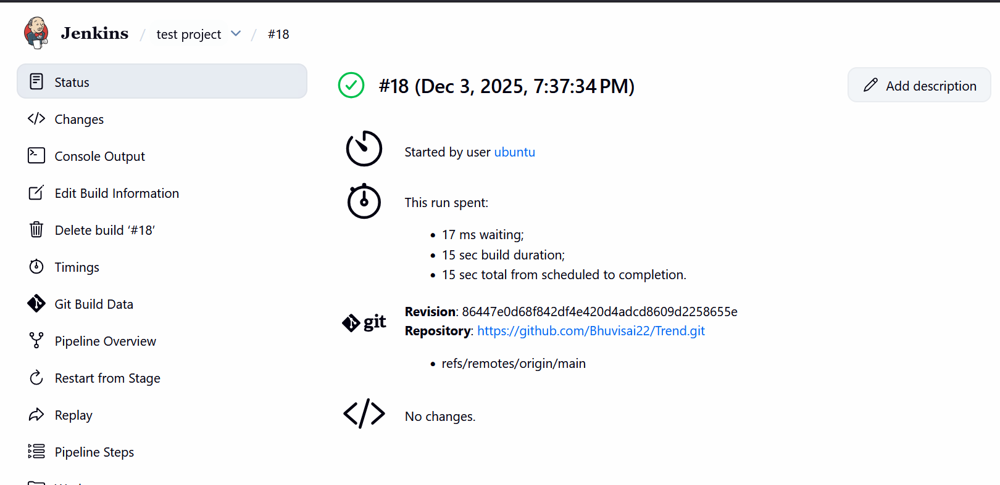 Jenkins / test project / #18
Status
Changes
Console Output
Edit Build Information
Delete build ‘#18’
Timings
Git Build Data
Pipeline Overview
Restart from Stage
Replay
Pipeline Steps
#18 (Dec 3, 2025, 7:37:34 PM)
Add description
Started by user ubuntu
This run spent:
• 17 ms waiting;
• 15 sec build duration;
• 15 sec total from scheduled to completion.
git
Revision: 86447e0d68f842df4e420d4adcd8609d2258655e
Repository: https://github.com/Bhuvisai22/Trend.git
• refs/remotes/origin/main
No changes.